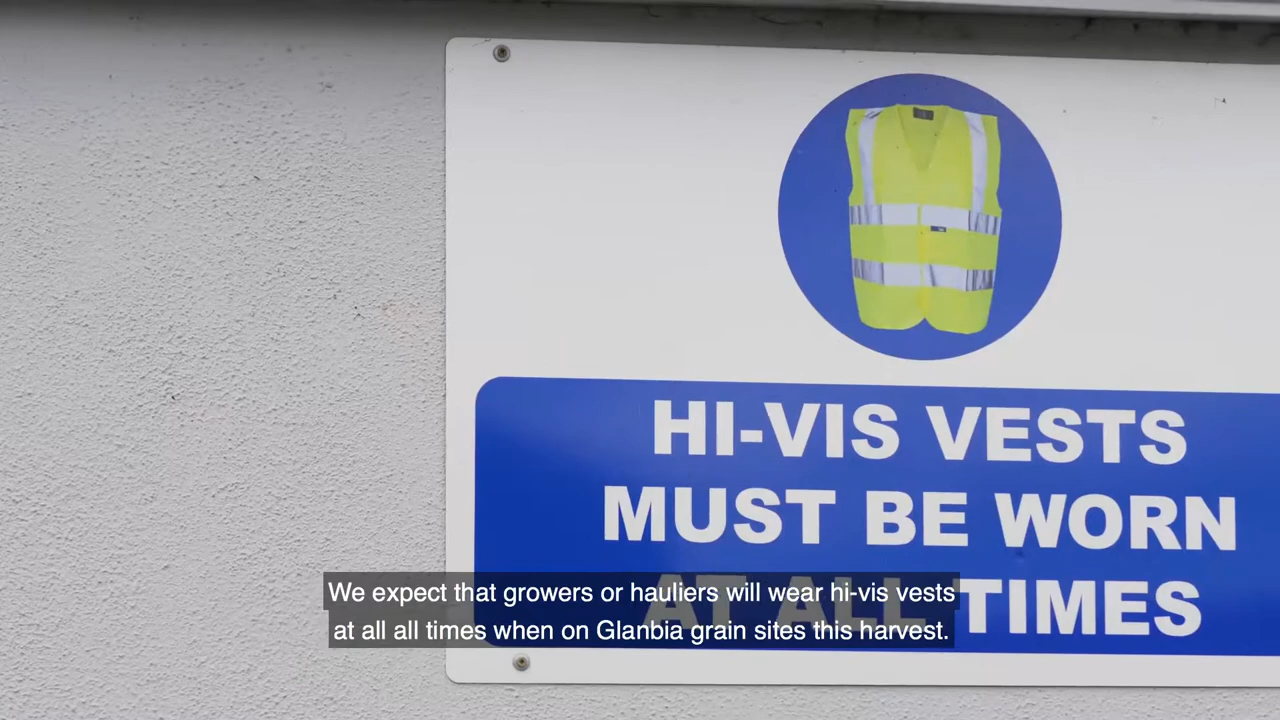 HI-VIS VESTS
MUST BE WORN
AT ALL TIMES
We expect that growers or hauliers will wear hi-vis vests
at all all times when on Glanbia grain sites this harvest.